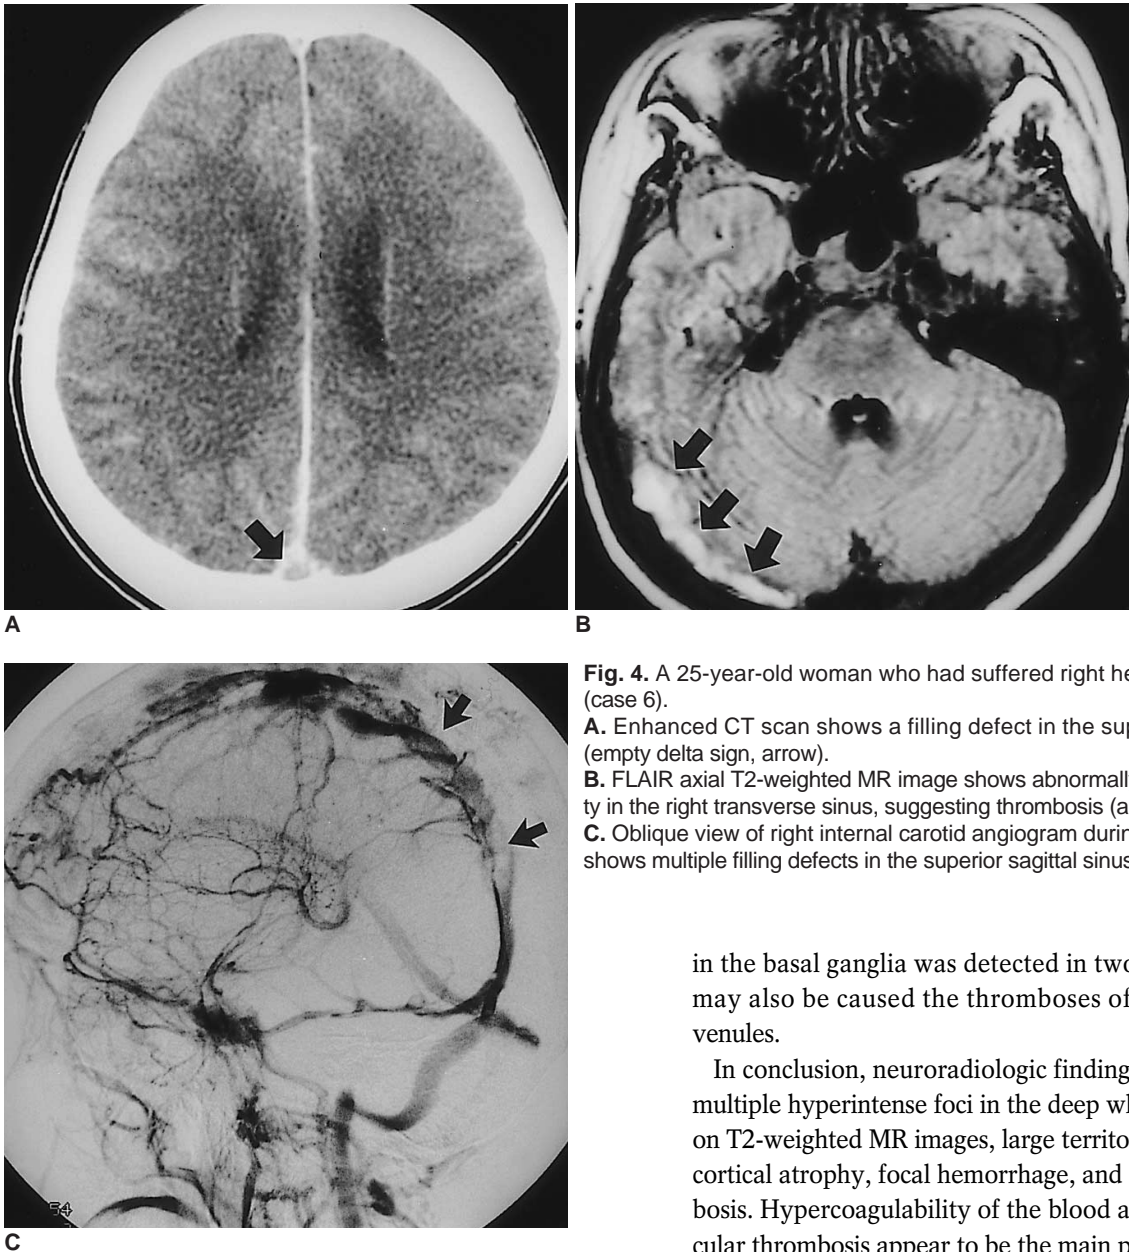 A
B
Fig. 4. A 25-year-old woman who had suffered right he
(case 6).
A. Enhanced CT scan shows a filling defect in the sup
(empty delta sign, arrow).
B. FLAIR axial T2-weighted MR image shows abnormall
ty in the right transverse sinus, suggesting thrombosis (a
C. Oblique view of right internal carotid angiogram durin
shows multiple filling defects in the superior sagittal sinus
54
C
in the basal ganglia was detected in two
may also be caused the thromboses of
venules.
In conclusion, neuroradiologic finding
multiple hyperintense foci in the deep wh
on T2-weighted MR images, large territo
cortical atrophy, focal hemorrhage, and
bosis. Hypercoagulability of the blood a
cular thrombosis appear to be the main p